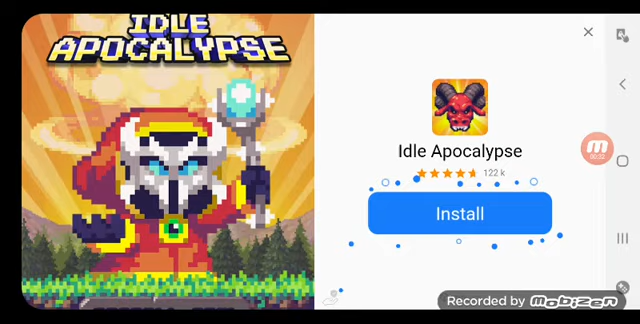 IDLE
APOCALYPSE
Idle Apocalypse
122 k
Install
Recorded by MOBIZEN